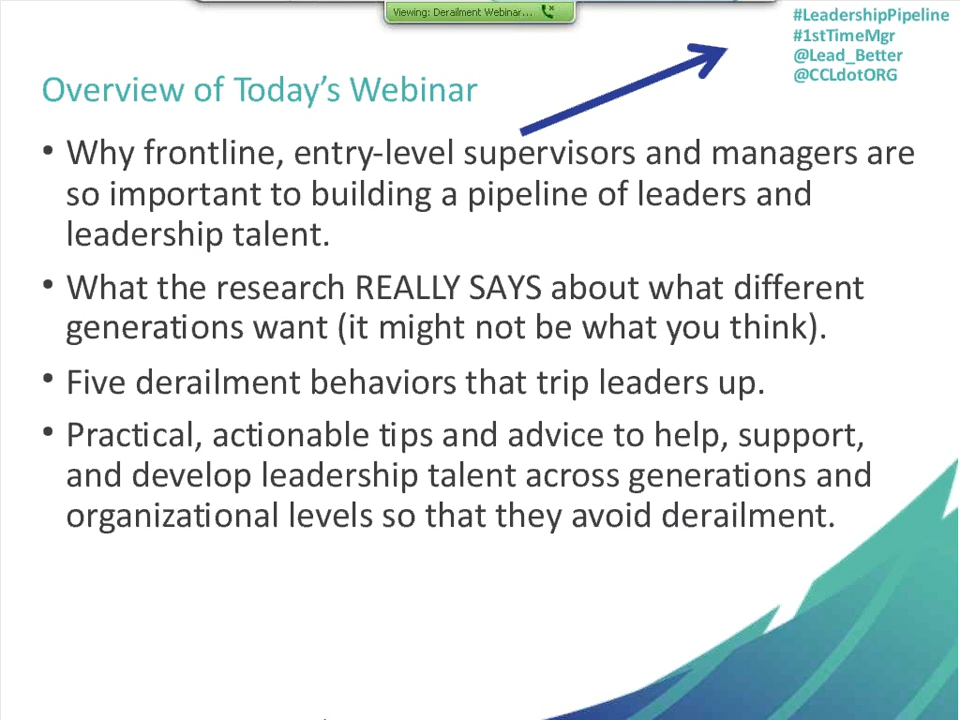 Viewing: Derailment Webinar...
#LeadershipPipeline
#1stTimeMgr
@Lead_Better
@CCLdotORG
Overview of Today's Webinar
• Why frontline, entry-level supervisors and managers are
so important to building a pipeline of leaders and
leadership talent.
• What the research REALLY SAYS about what different
generations want (it might not be what you think).
• Five derailment behaviors that trip leaders up.
• Practical, actionable tips and advice to help, support,
and develop leadership talent across generations and
organizational levels so that they avoid derailment.